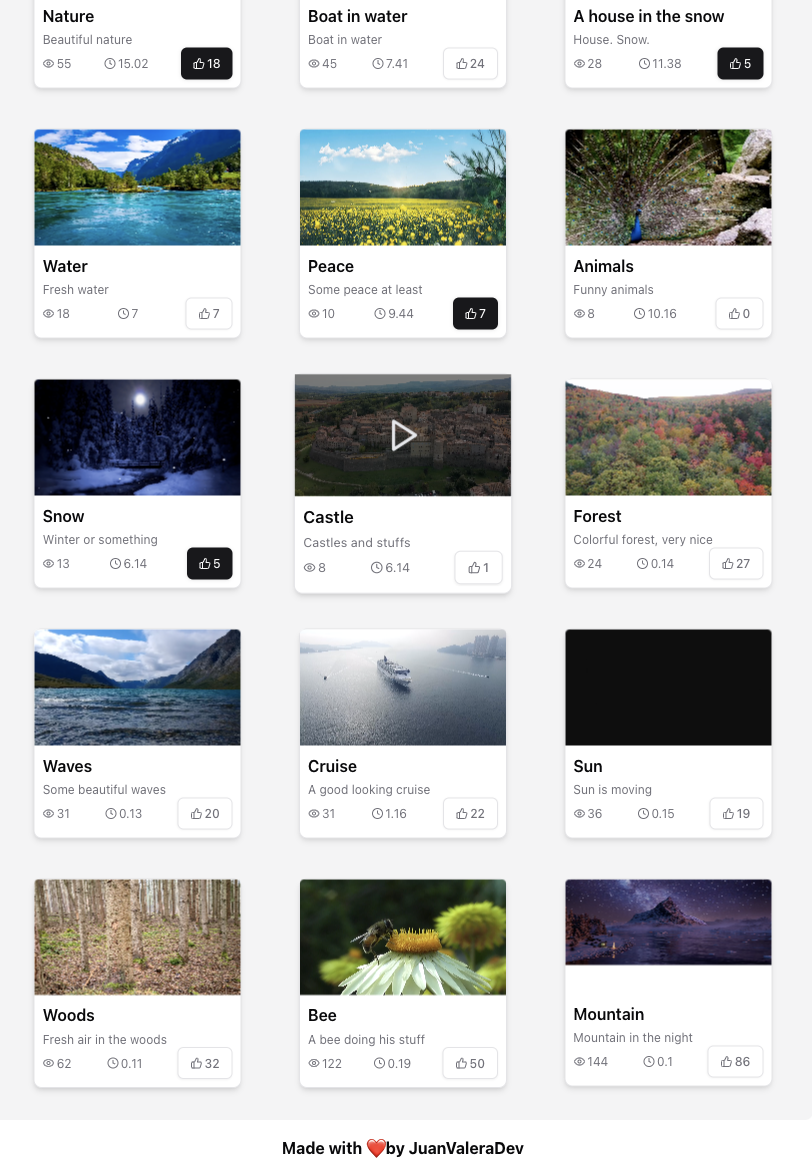 Nature
Beautiful nature
55 15.02 18
Boat in water
Boat in water
45 7.41 24
A house in the snow
House. Snow.
28 11.38 5
Water
Fresh water
18 7 7
Peace
Some peace at least
10 9.44 7
Animals
Funny animals
8 10.16 0
Snow
Winter or something
13 6.14 5
Castle
Castles and stuffs
8 6.14 1
Forest
Colorful forest, very nice
24 0.14 27
Waves
Some beautiful waves
31 0.13 20
Cruise
A good looking cruise
31 1.16 22
Sun
Sun is moving
36 0.15 19
Woods
Fresh air in the woods
62 0.11 32
Bee
A bee doing his stuff
122 0.19 50
Mountain
Mountain in the night
144 0.1 86
Made with ❤️by JuanValeraDev